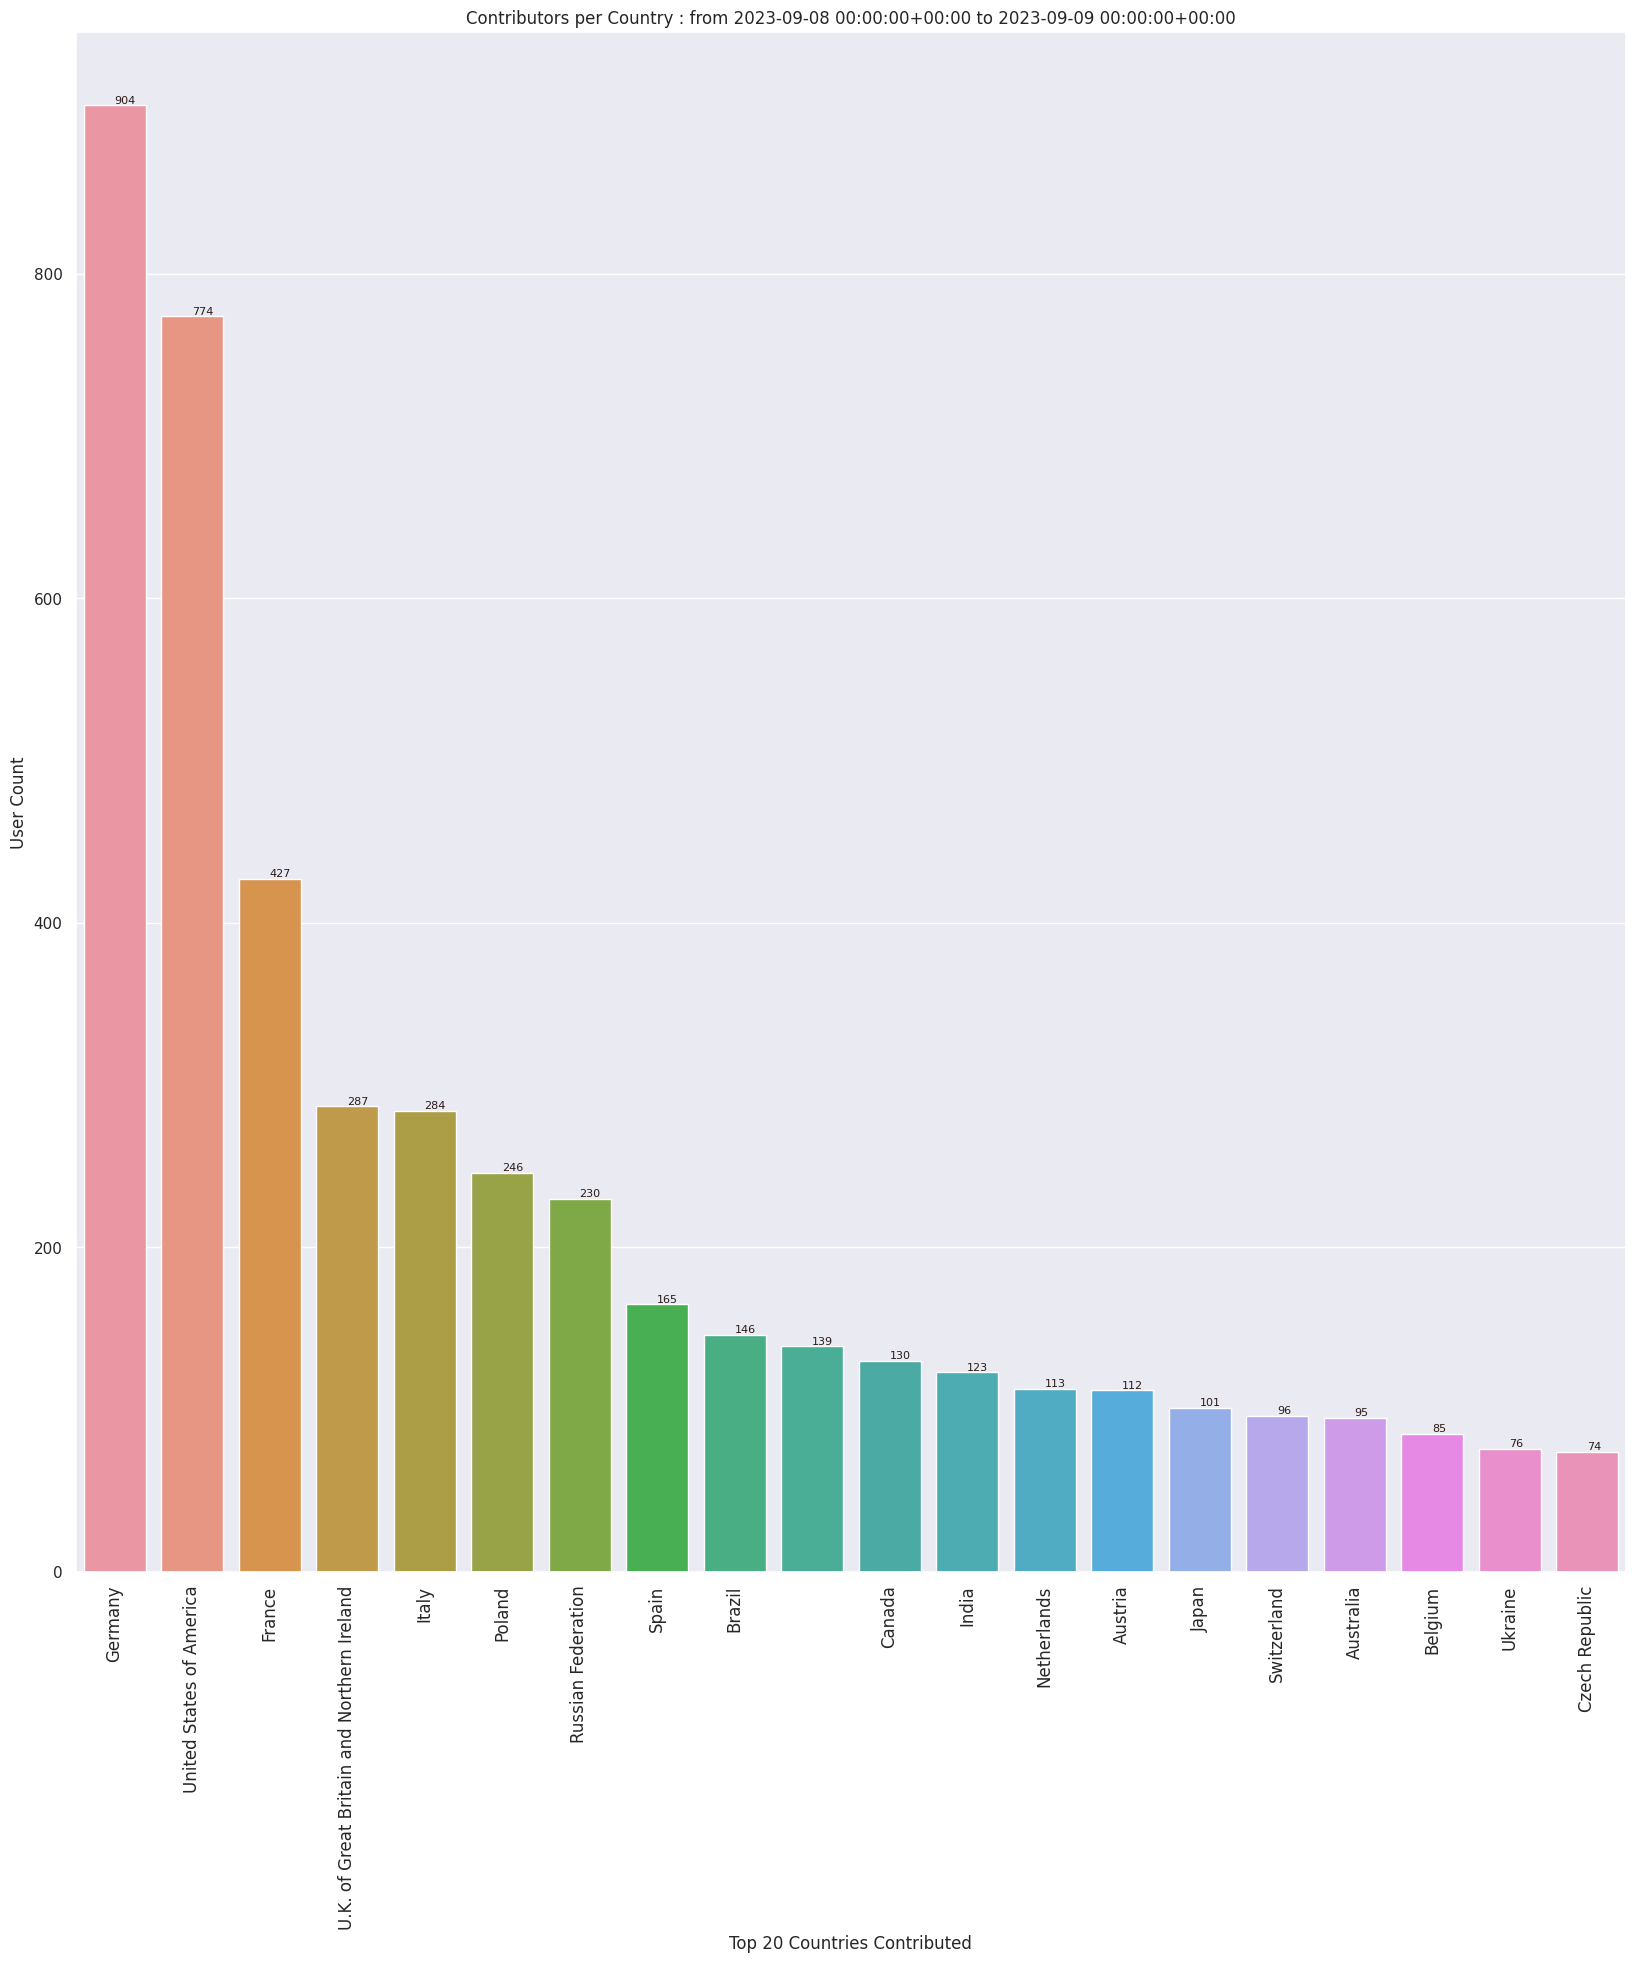 Contributors per Country : from 2023-09-08 00:00:00+00:00 to 2023-09-09 00:00:00+00:00
User Count
800
600
400
200
0
904
774
427
287
284
246
230
165
146
139
130
123
113
112
101
96
95
85
76
74
Germany
United States of America
France
U.K. of Great Britain and Northern Ireland
Italy
Poland
Russian Federation
Spain
Brazil
Canada
India
Netherlands
Austria
Japan
Switzerland
Australia
Belgium
Ukraine
Czech Republic
Top 20 Countries Contributed